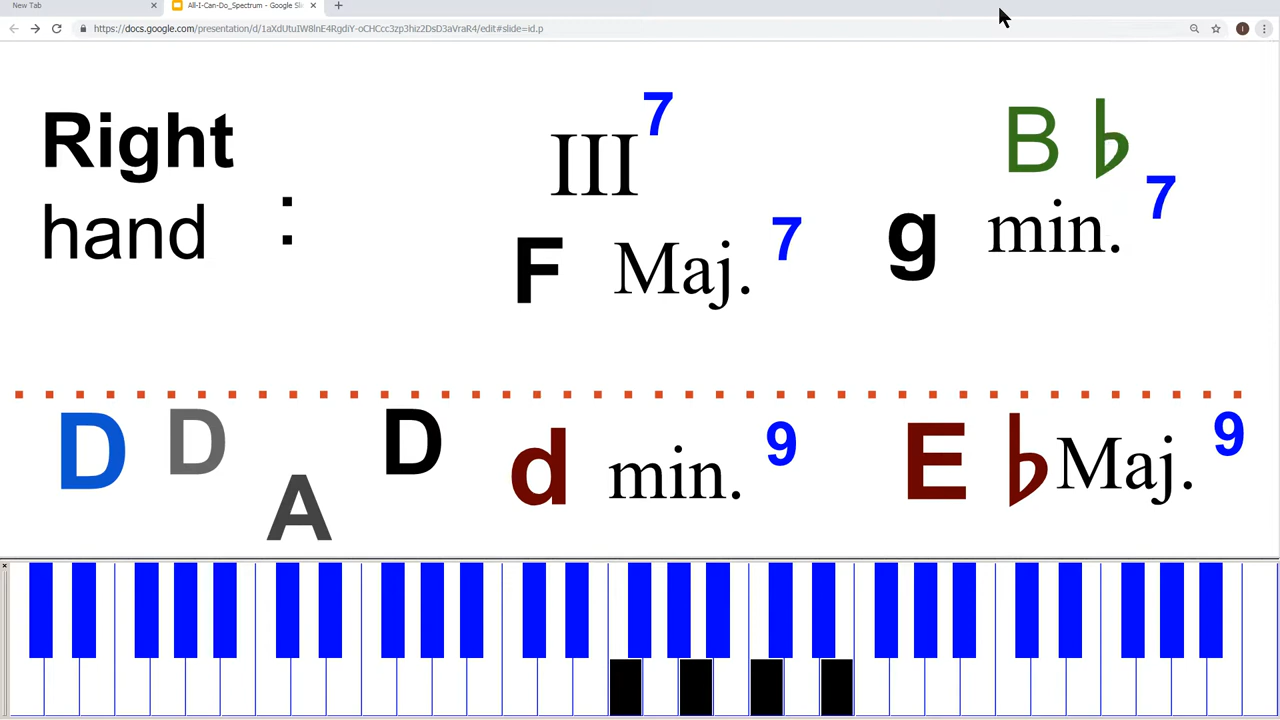 New Tab
All-I-Can-Do_Spectrum - Google Sli
https://docs.google.com/presentation/d/1aXdUtuIW8lnE4RgdiY-oCHCcc3zp3hiz2DsD3aVraR4/edit#slide=id.p
Right
hand :
III7
F Maj. 7
B♭
g min. 7
D D A D d min. 9 E♭Maj. 9